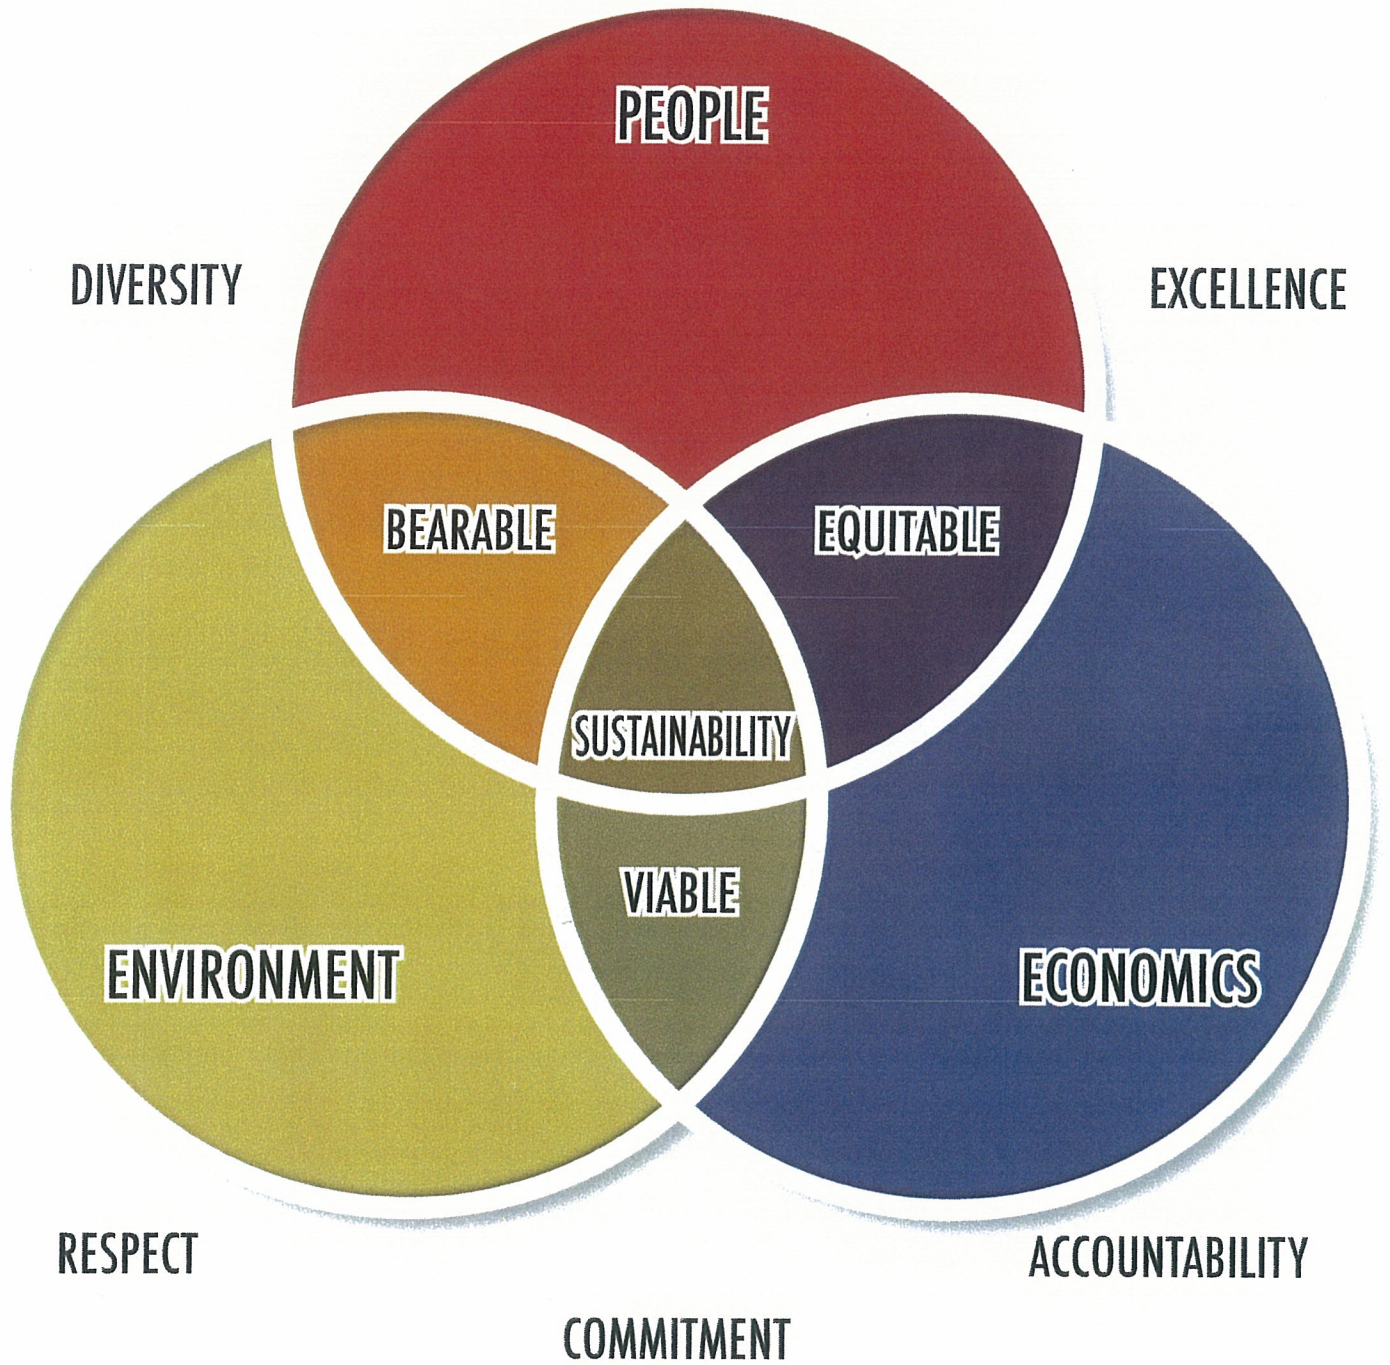 PEOPLE
DIVERSITY
EXCELLENCE
BEARABLE
EQUITABLE
SUSTAINABILITY
VIABLE
ENVIRONMENT
ECONOMICS
RESPECT
ACCOUNTABILITY
COMMITMENT